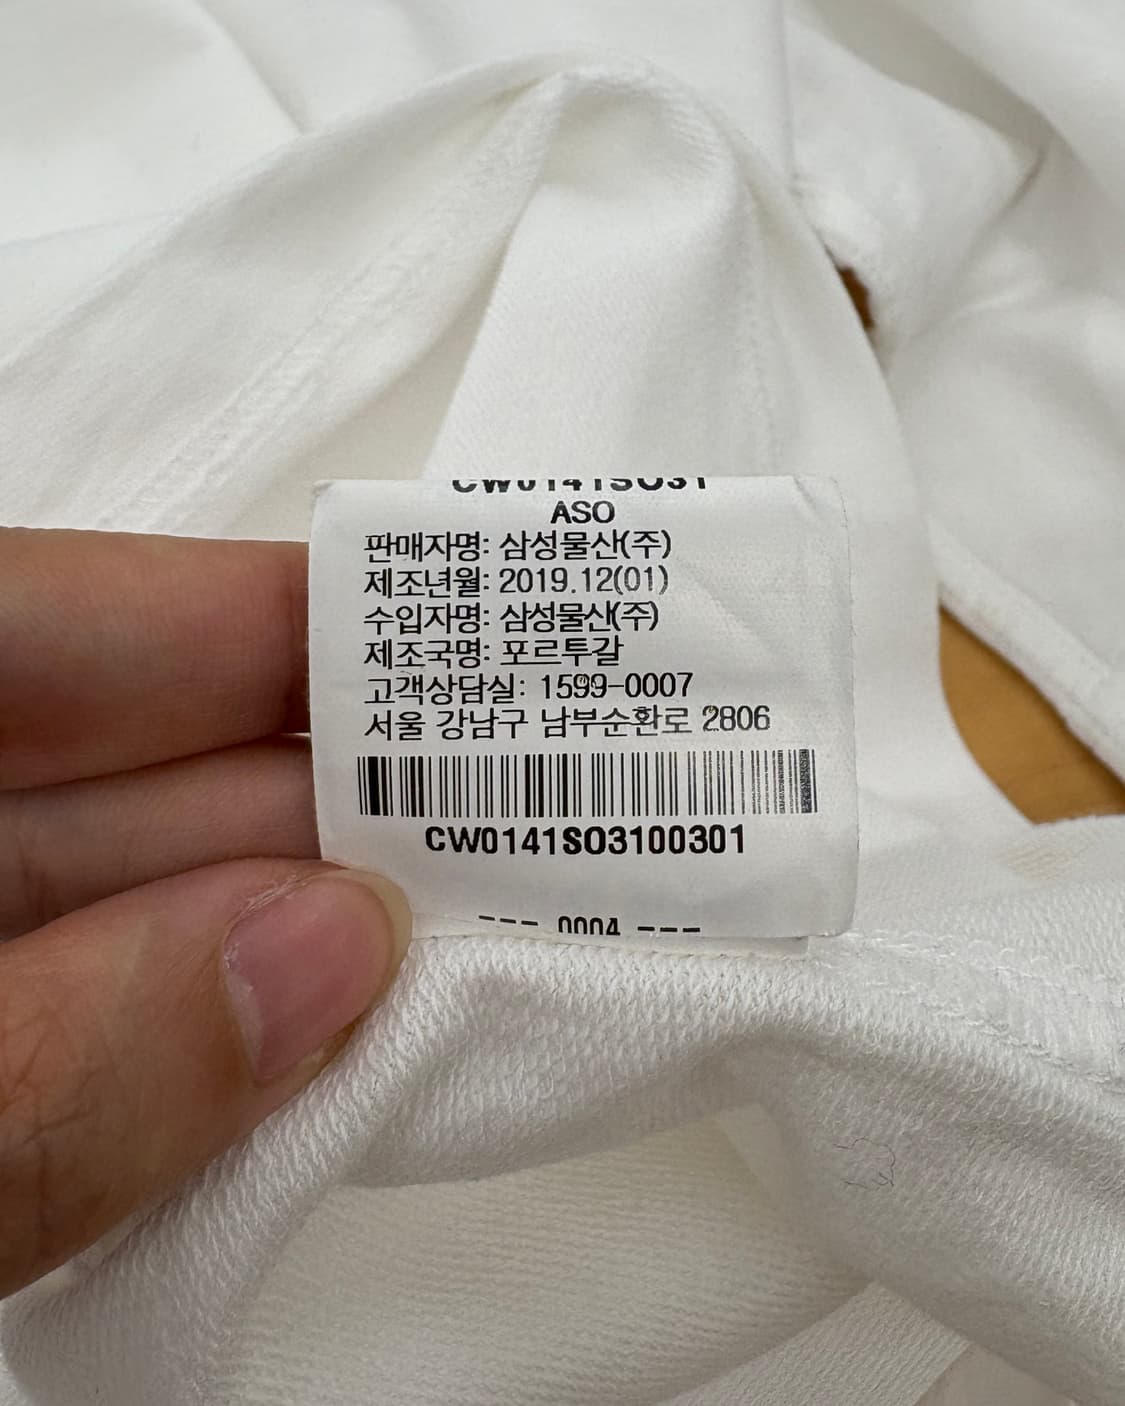 CW0141SO31
ASO
판매자명: 삼성물산(주)
제조년월: 2019.12(01)
수입자명: 삼성물산(주)
제조국명: 포르투갈
고객상담실: 1599-0007
서울 강남구 남부순환로 2806
CW0141SO3100301
--- 0004 ---